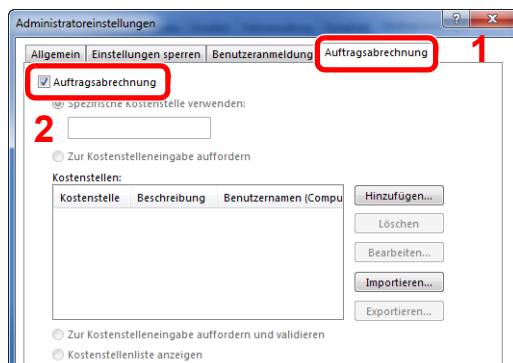 Administratoreinstellungen
?
Allgemein Einstellungen sperren Benutzeranmeldung Auftragsabrechnung
1
Auftragsabrechnung
Spezifische Kostenstelle verwenden:
2
Zur Kostenstelleneingabe auffordern
Kostenstellen:
Kostenstelle Beschreibung Benutzernamen (Compu
Hinzufügen...
Löschen
Bearbeiten...
Importieren...
Exportieren...
Zur Kostenstelleneingabe auffordern und validieren
Kostenstellenliste anzeigen